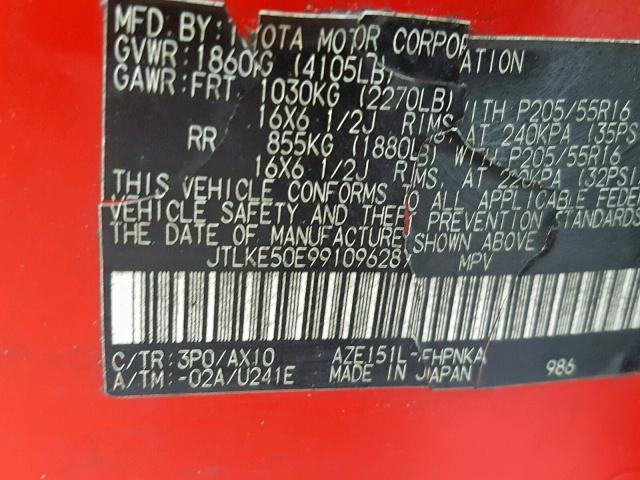 MFD. BY: TOYOTA MOTOR CORPORATION
GVWR: 1860KG (4105LB)
GAWR: FRT 1030KG (2270LB) WITH P205/55R16
16X6 1/2J RIMS, AT 240KPA (35PS
RR 855KG (1880LB) WITH P205/55R16
16X6 1/2J RIMS, AT 220KPA (32PSI
THIS VEHICLE CONFORMS TO ALL APPLICABLE FEDE
VEHICLE SAFETY AND THEFT PREVENTION STANDARDS
THE DATE OF MANUFACTURE SHOWN ABOVE.
JTLKE50E991096289 MPV
C/TR: 3P0/AX10 AZE151L-FHPNKA
A/TM: -02A/U241E MADE IN JAPAN 986